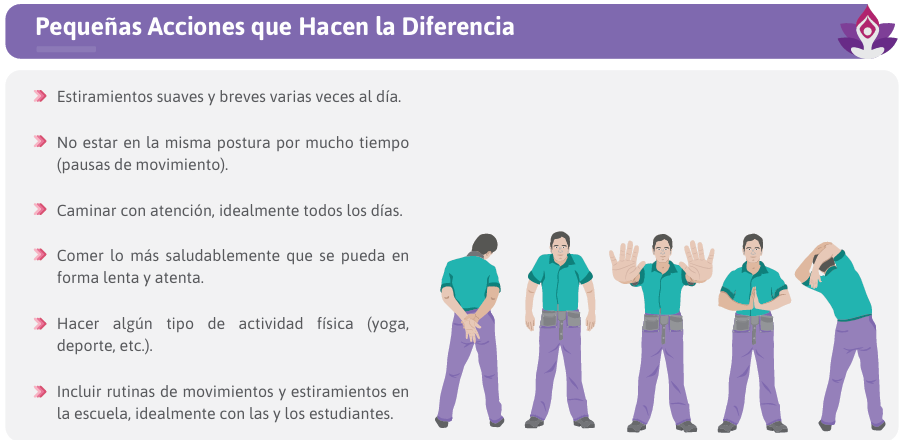 Pequeñas Acciones que Hacen la Diferencia
Estiramientos suaves y breves varias veces al día.
No estar en la misma postura por mucho tiempo
(pausas de movimiento).
Caminar con atención, idealmente todos los días.
Comer lo más saludablemente que se pueda en
forma lenta y atenta.
Hacer algún tipo de actividad física (yoga,
deporte, etc.).
Incluir rutinas de movimientos y estiramientos en
la escuela, idealmente con las y los estudiantes.